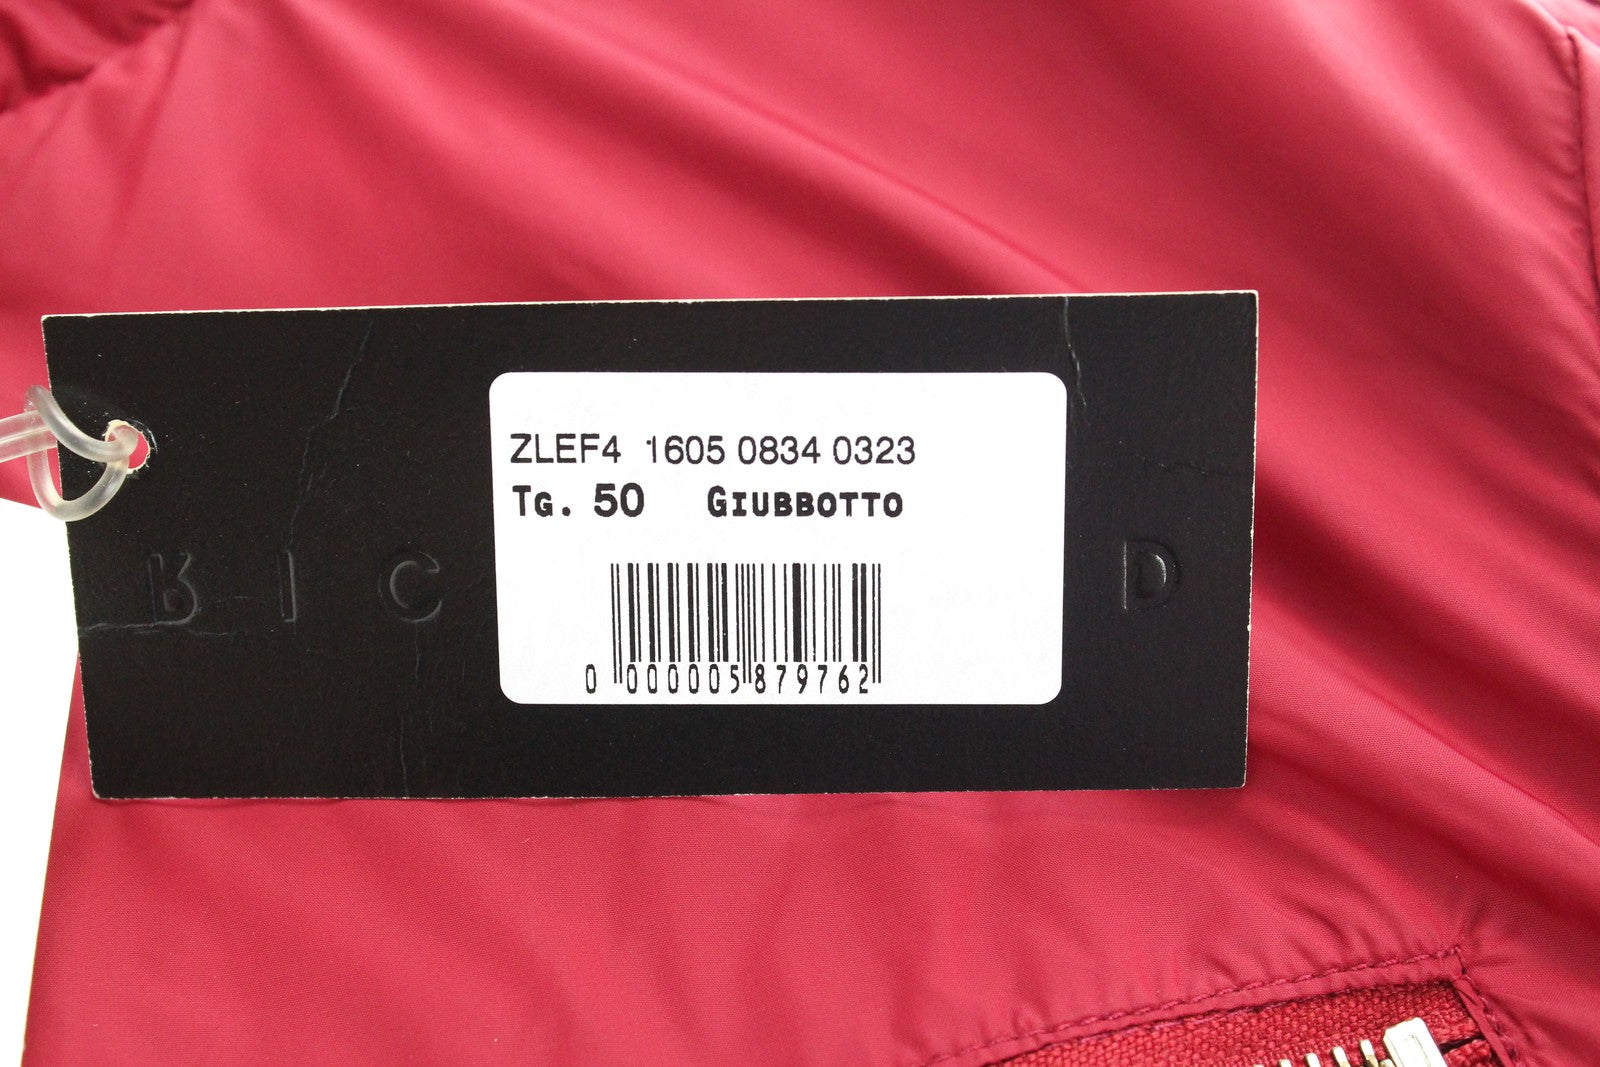 ZLEF4 1605 0834 0323
Tg. 50 GIUBBOTTO
R I C D
0 000005 879762